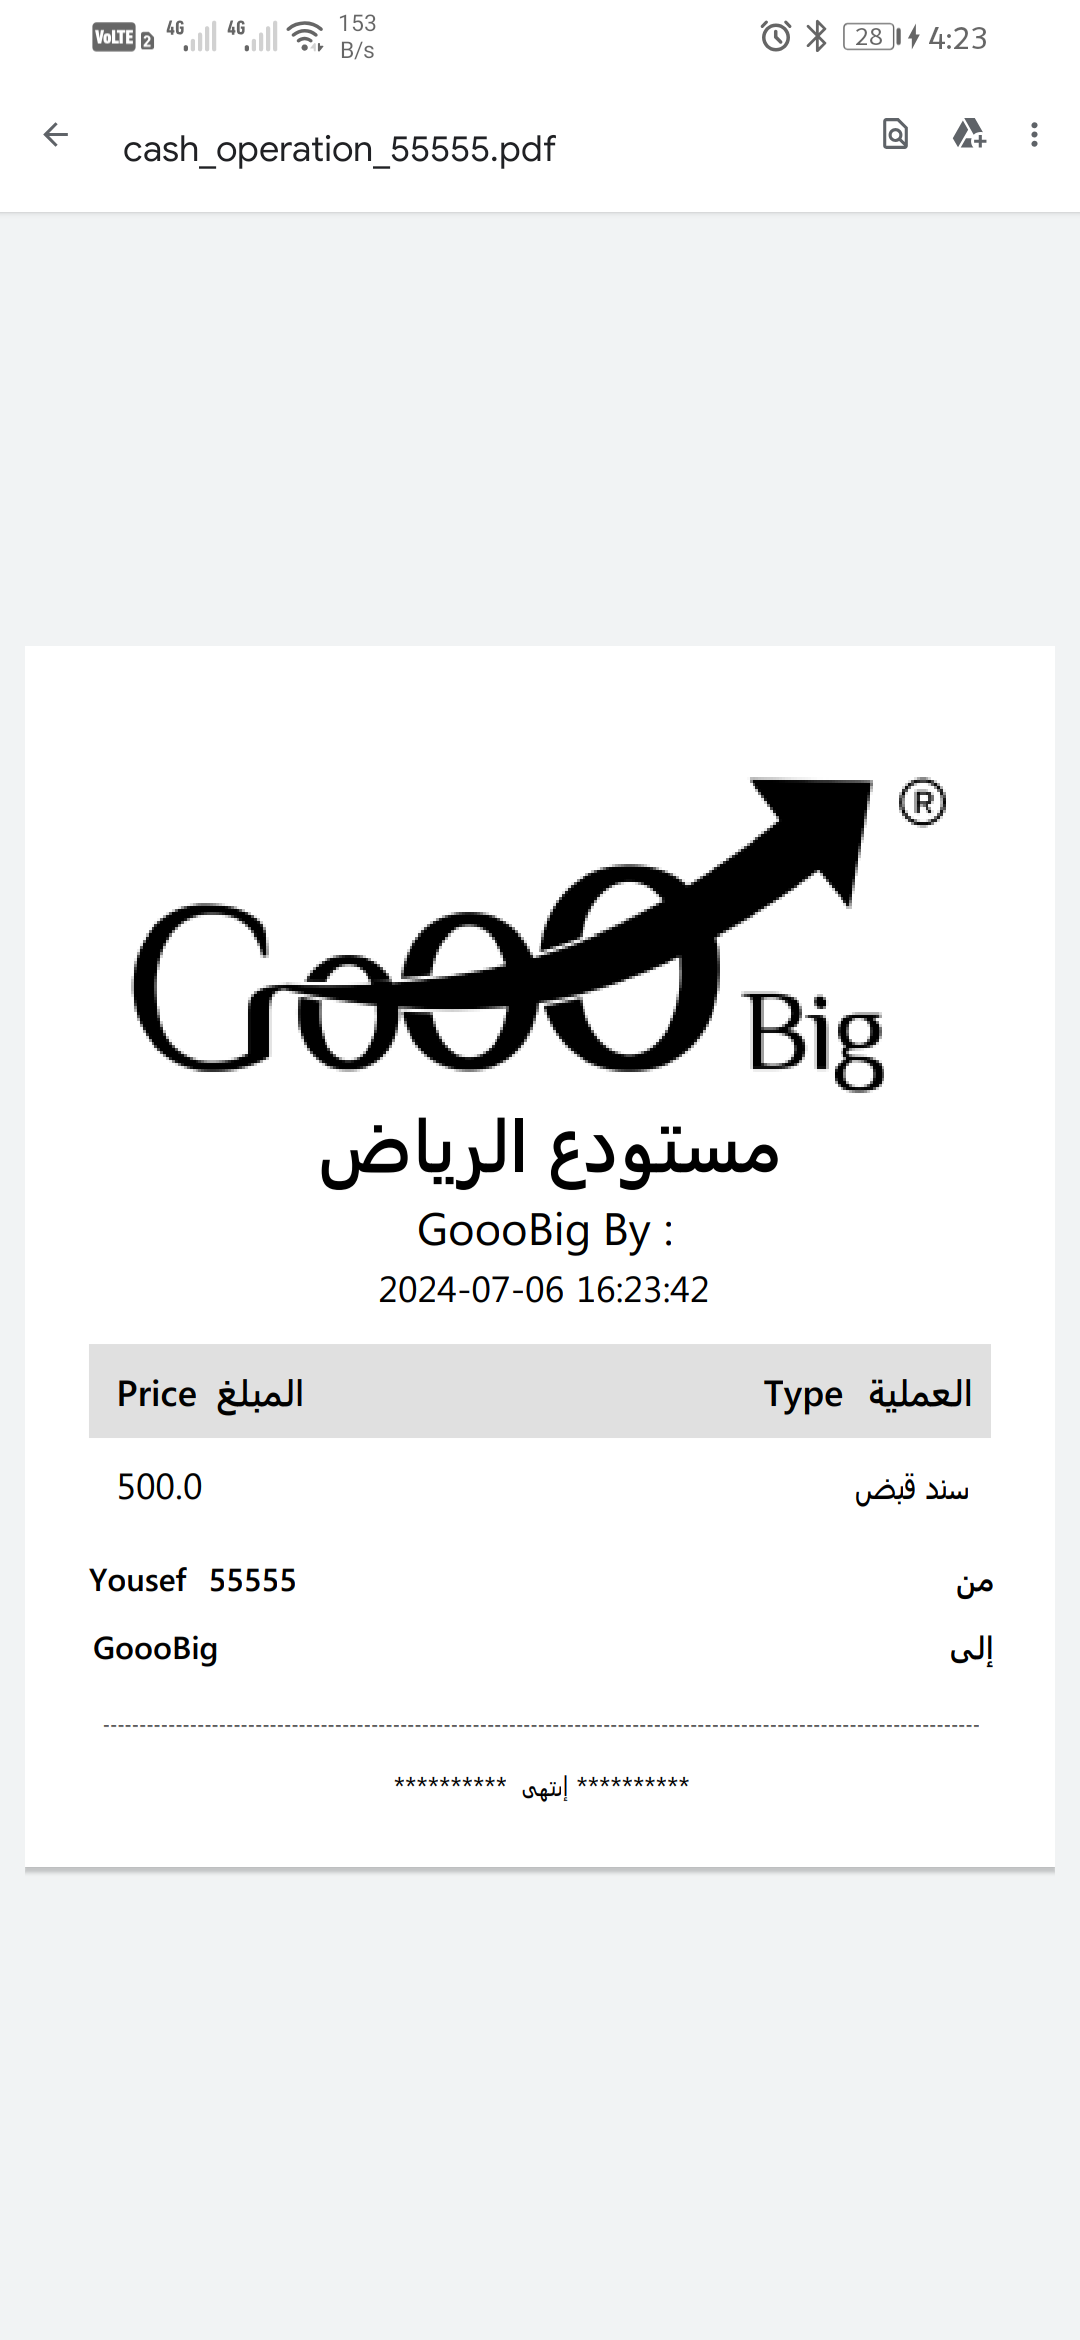 VoLTE 2 4G 4G 153 B/s 28 4:23
cash_operation_55555.pdf
GoooBig ®
مستودع الرياض
GoooBig By :
2024-07-06 16:23:42
العملية Type المبلغ Price
سند قبض 500.0
من Yousef 55555
إلى GoooBig
--------------------------------------------------------------------------------
********** إنتهى **********